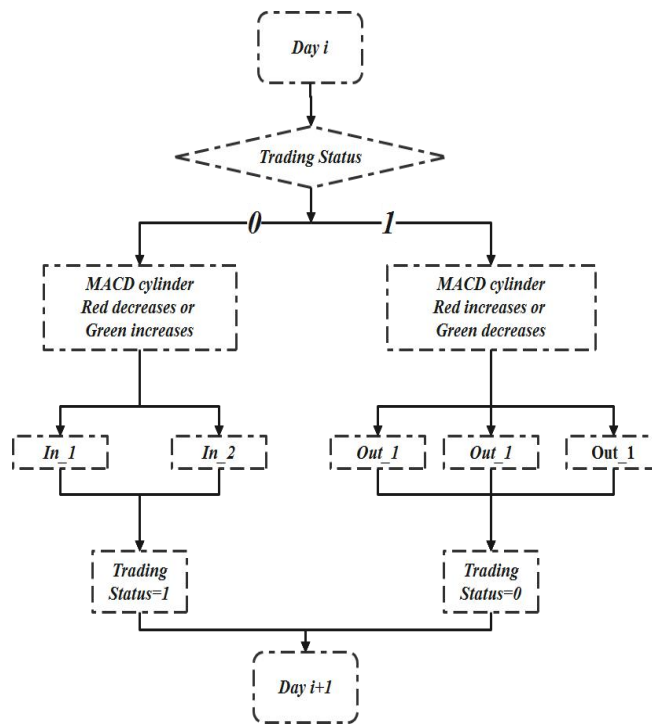 Day i
Trading Status
0
1
MACD cylinder
Red decreases or
Green increases
MACD cylinder
Red increases or
Green decreases
In_1
In_2
Out_1
Out_1
Out_1
Trading
Status=1
Trading
Status=0
Day i+1